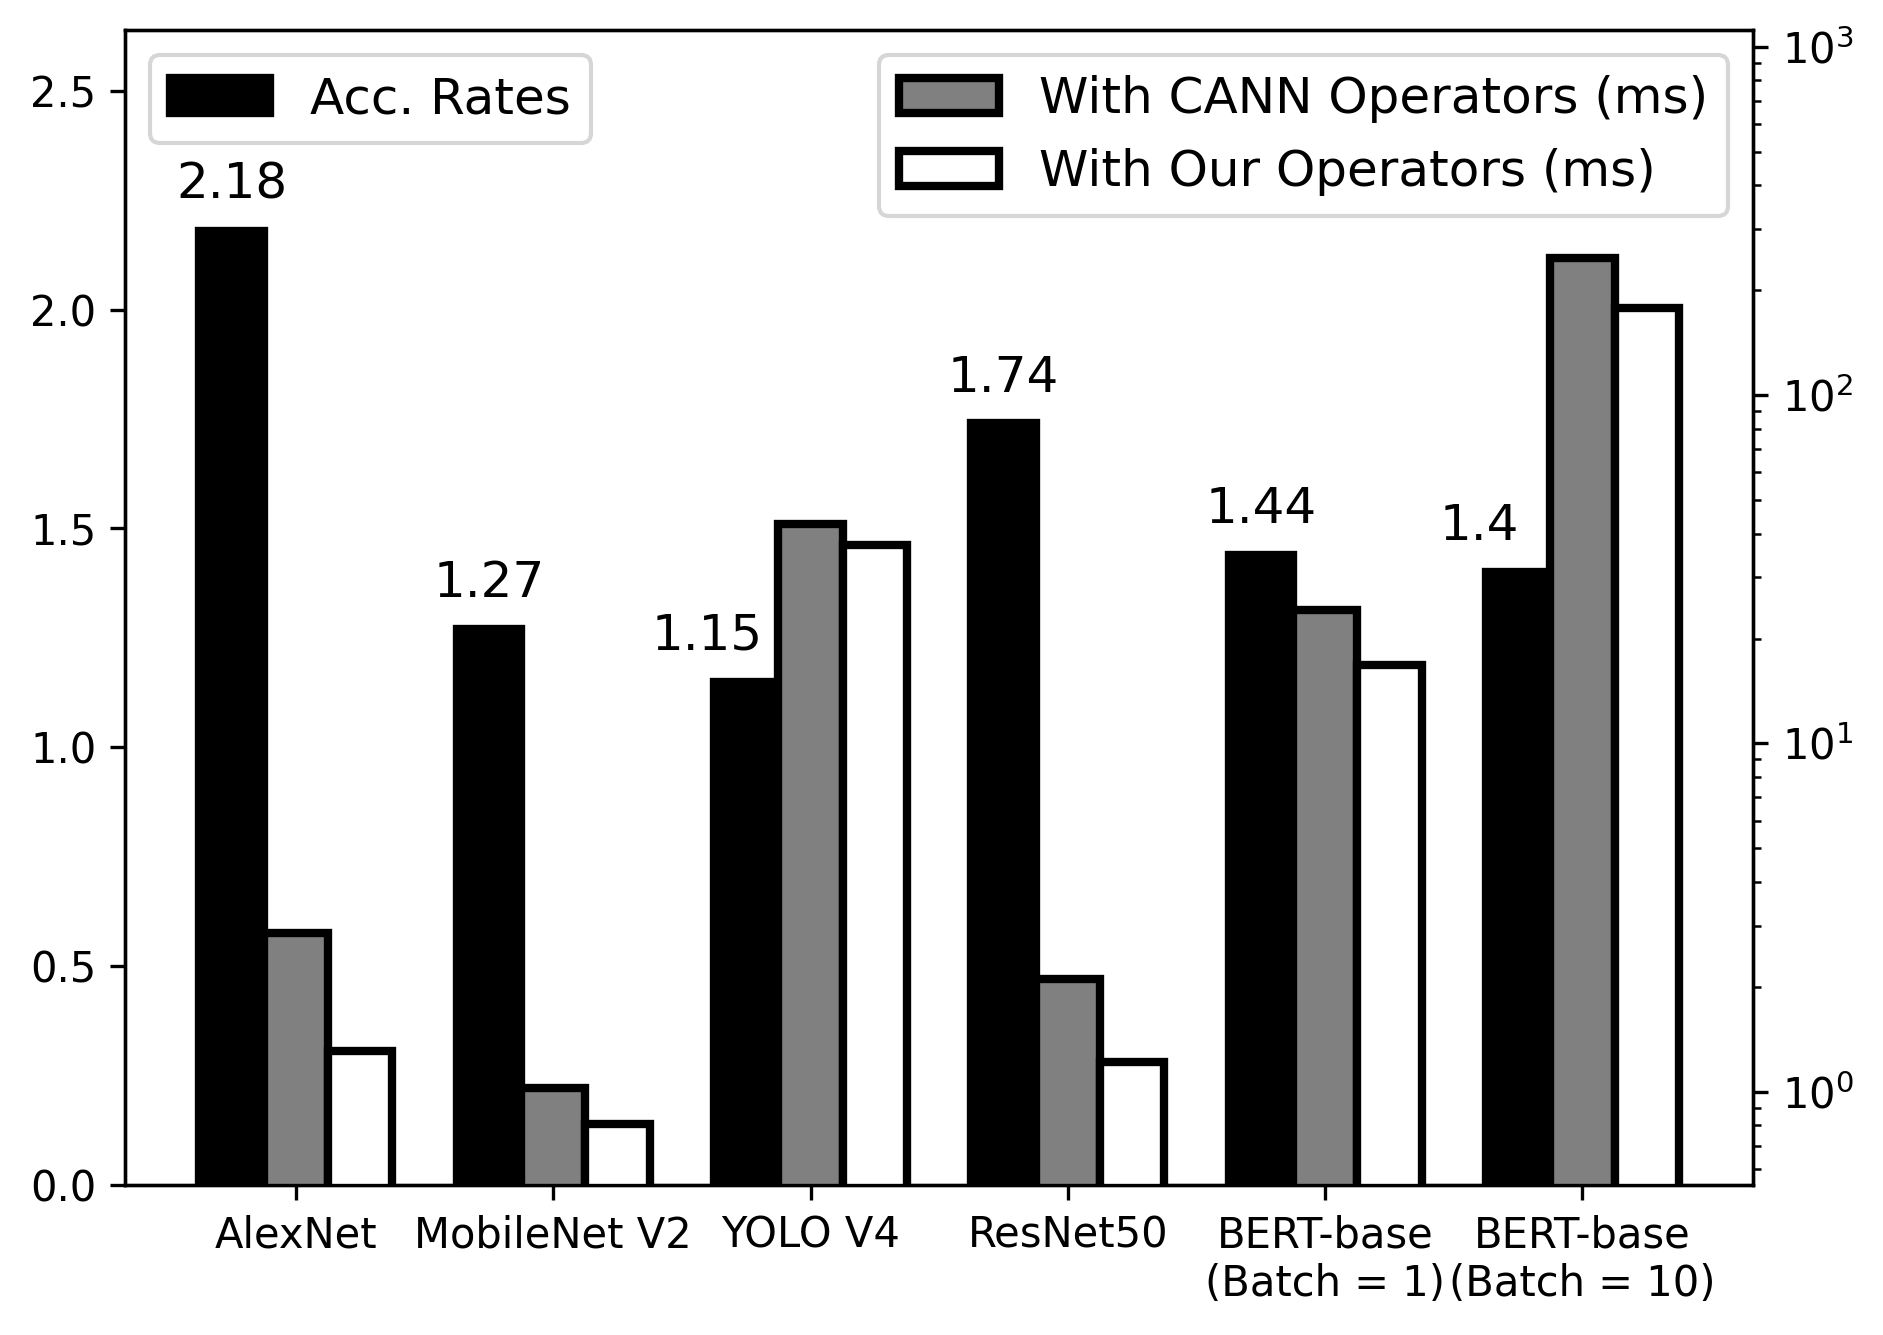 Acc. Rates
With CANN Operators (ms)
With Our Operators (ms)
2.5
2.0
1.5
1.0
0.5
0.0
10³
10²
10¹
10⁰
2.18
1.27
1.15
1.74
1.44
1.4
AlexNet
MobileNet V2
YOLO V4
ResNet50
BERT-base
(Batch = 1)
BERT-base
(Batch = 10)